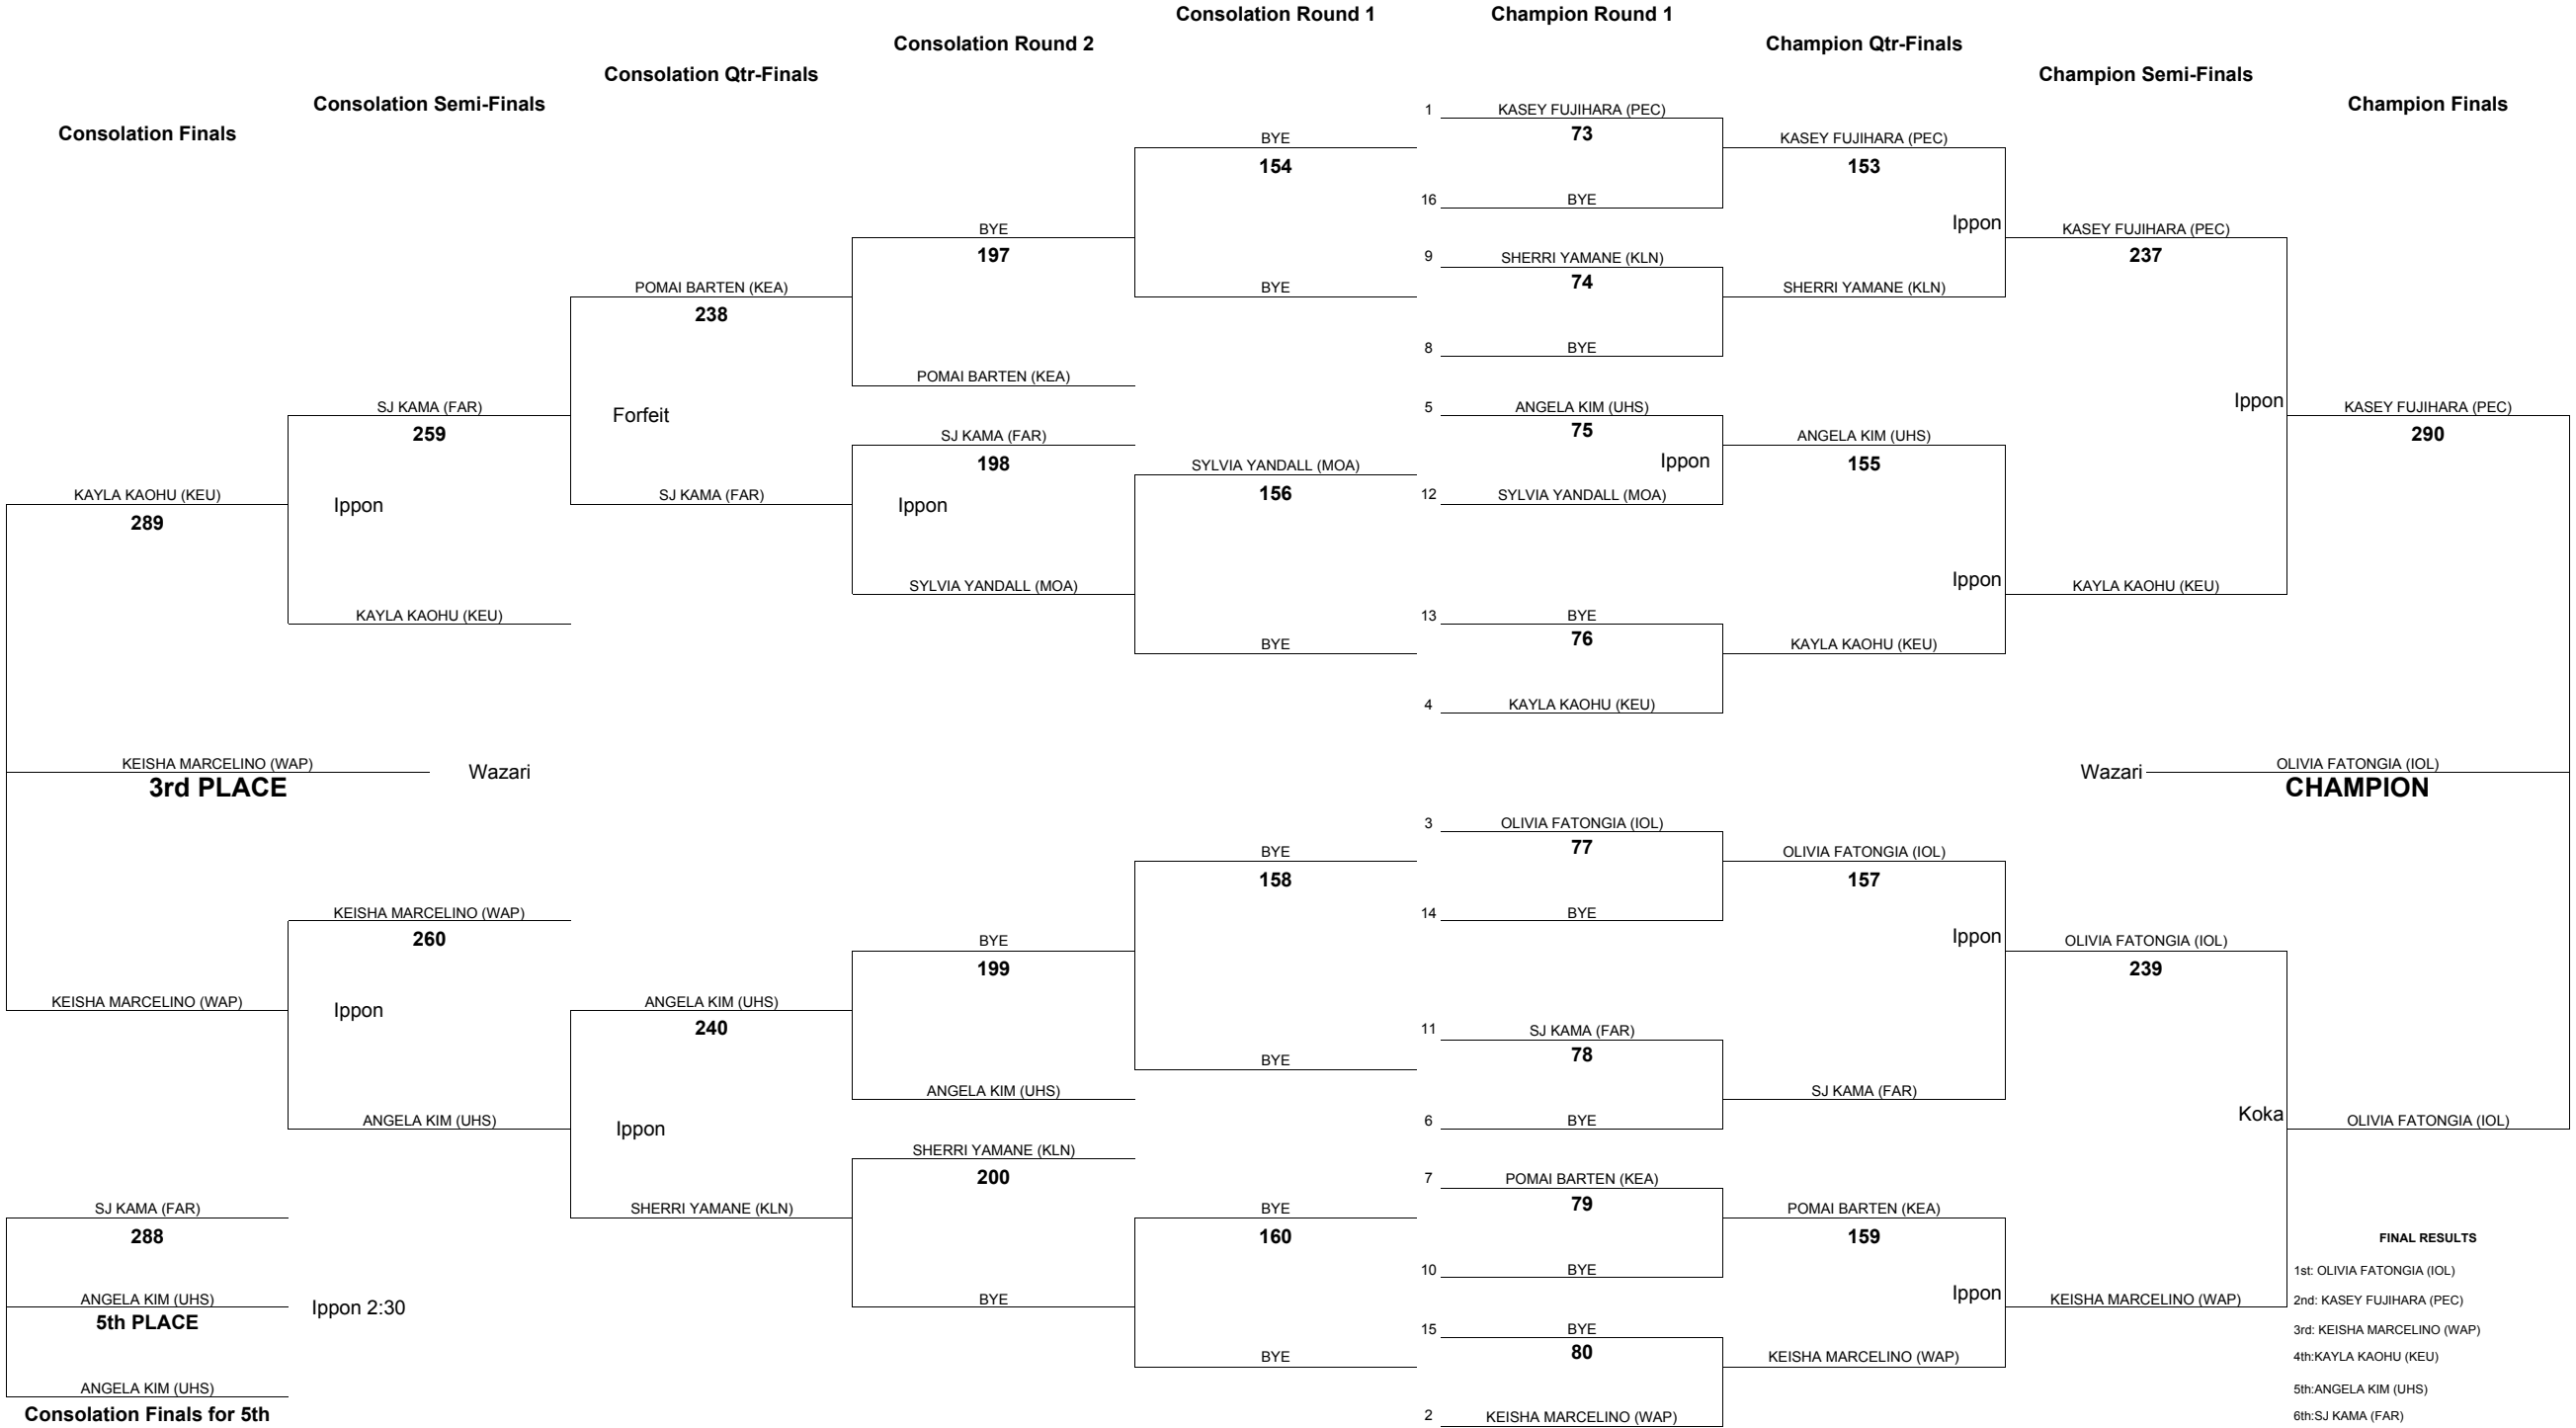 Consolation Round 1
Champion Round 1
Consolation Round 2
Champion Qtr-Finals
Consolation Qtr-Finals
Champion Semi-Finals
Consolation Semi-Finals
Champion Finals
Consolation Finals
KAYLA KAOHU (KEU)
289
KEISHA MARCELINO (WAP)
3rd PLACE
Wazari
KEISHA MARCELINO (WAP)
SJ KAMA (FAR)
288
ANGELA KIM (UHS)
5th PLACE
Ippon 2:30
ANGELA KIM (UHS)
Consolation Finals for 5th
SJ KAMA (FAR)
259
Ippon
KAYLA KAOHU (KEU)
KEISHA MARCELINO (WAP)
260
Ippon
ANGELA KIM (UHS)
POMAI BARTEN (KEA)
238
Forfeit
SJ KAMA (FAR)
ANGELA KIM (UHS)
240
Ippon
SHERRI YAMANE (KLN)
BYE
197
POMAI BARTEN (KEA)
SJ KAMA (FAR)
198
Ippon
SYLVIA YANDALL (MOA)
BYE
199
ANGELA KIM (UHS)
SHERRI YAMANE (KLN)
200
BYE
BYE
154
BYE
SYLVIA YANDALL (MOA)
156
BYE
BYE
158
BYE
BYE
160
BYE
1 KASEY FUJIHARA (PEC)
73
16 BYE
9 SHERRI YAMANE (KLN)
74
8 BYE
5 ANGELA KIM (UHS)
75
Ippon
12 SYLVIA YANDALL (MOA)
13 BYE
76
4 KAYLA KAOHU (KEU)
3 OLIVIA FATONGIA (IOL)
77
14 BYE
11 SJ KAMA (FAR)
78
6 BYE
7 POMAI BARTEN (KEA)
79
10 BYE
15 BYE
80
2 KEISHA MARCELINO (WAP)
KASEY FUJIHARA (PEC)
153
Ippon
SHERRI YAMANE (KLN)
ANGELA KIM (UHS)
155
Ippon
KAYLA KAOHU (KEU)
OLIVIA FATONGIA (IOL)
157
Ippon
SJ KAMA (FAR)
POMAI BARTEN (KEA)
159
Ippon
KEISHA MARCELINO (WAP)
KASEY FUJIHARA (PEC)
237
Ippon
KAYLA KAOHU (KEU)
OLIVIA FATONGIA (IOL)
239
Koka
KEISHA MARCELINO (WAP)
KASEY FUJIHARA (PEC)
290
Wazari
OLIVIA FATONGIA (IOL)
CHAMPION
OLIVIA FATONGIA (IOL)
FINAL RESULTS
1st: OLIVIA FATONGIA (IOL)
2nd: KASEY FUJIHARA (PEC)
3rd: KEISHA MARCELINO (WAP)
4th:KAYLA KAOHU (KEU)
5th:ANGELA KIM (UHS)
6th:SJ KAMA (FAR)